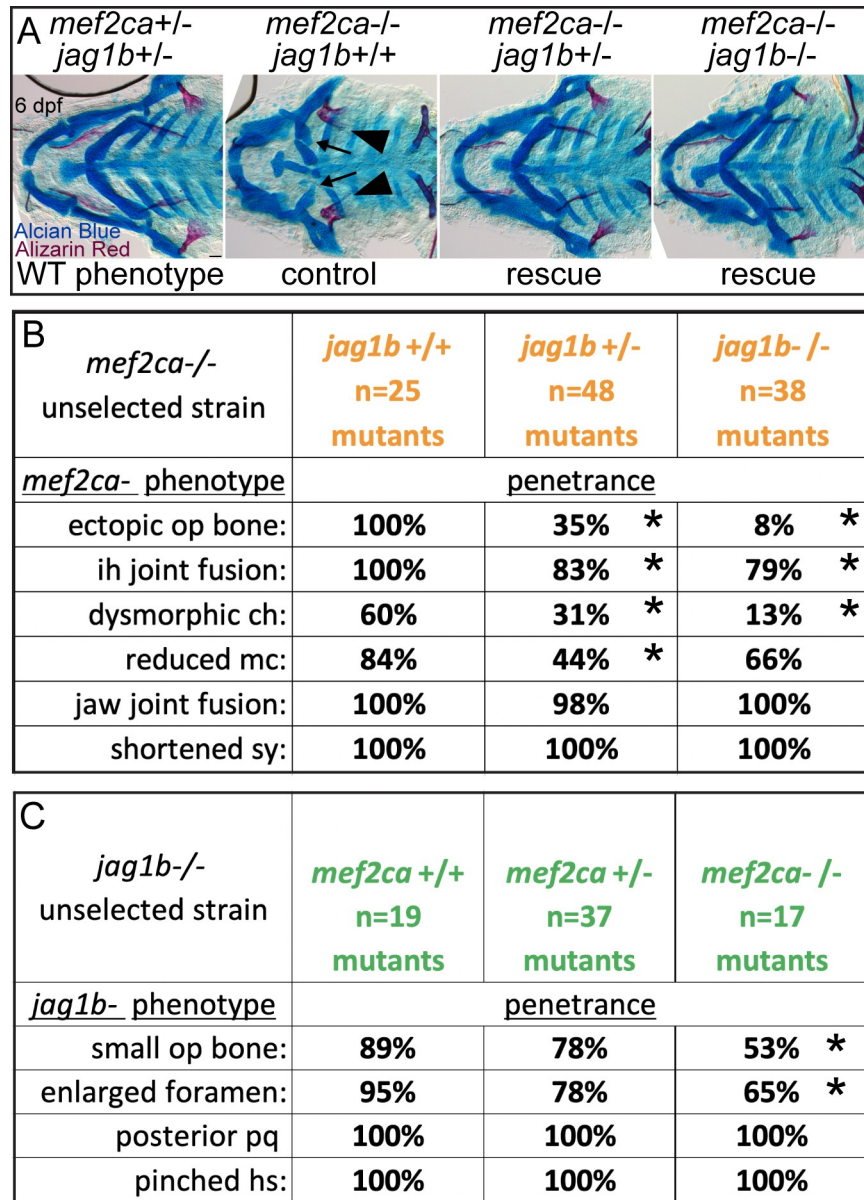 A
mef2ca+/- mef2ca-/- mef2ca-/- mef2ca-/-
jag1b+/- jag1b+/+ jag1b+/- jag1b-/-
6 dpf
Alcian Blue
Alizarin Red
WT phenotype control rescue rescue
B
mef2ca-/- unselected strain
jag1b +/+ n=25 mutants
jag1b +/- n=48 mutants
jag1b- /- n=38 mutants
mef2ca- phenotype penetrance
ectopic op bone: 100% 35% * 8% *
ih joint fusion: 100% 83% * 79% *
dysmorphic ch: 60% 31% * 13% *
reduced mc: 84% 44% * 66%
jaw joint fusion: 100% 98% 100%
shortened sy: 100% 100% 100%
C
jag1b-/- unselected strain
mef2ca +/+ n=19 mutants
mef2ca +/- n=37 mutants
mef2ca- /- n=17 mutants
jag1b- phenotype penetrance
small op bone: 89% 78% 53% *
enlarged foramen: 95% 78% 65% *
posterior pq 100% 100% 100%
pinched hs: 100% 100% 100%